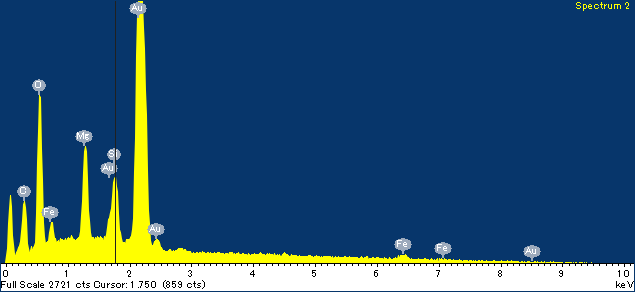 Spectrum 2
Au
O
Mg
Si
Au
C
Fe
Au
Fe
Fe
Au
0 1 2 3 4 5 6 7 8 9 10
Full Scale 2721 cts Cursor: 1.750 (859 cts) keV